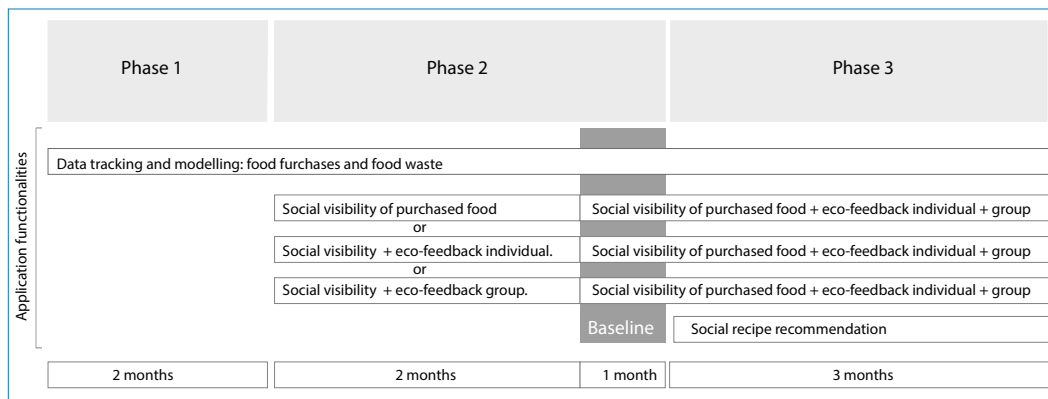 Phase 1
Phase 2
Phase 3
Application functionalities
Data tracking and modelling: food furchases and food waste
Social visibility of purchased food
Social visibility of purchased food + eco-feedback individual + group
or
Social visibility + eco-feedback individual.
Social visibility of purchased food + eco-feedback individual + group
or
Social visibility + eco-feedback group.
Social visibility of purchased food + eco-feedback individual + group
Baseline
Social recipe recommendation
2 months
2 months
1 month
3 months